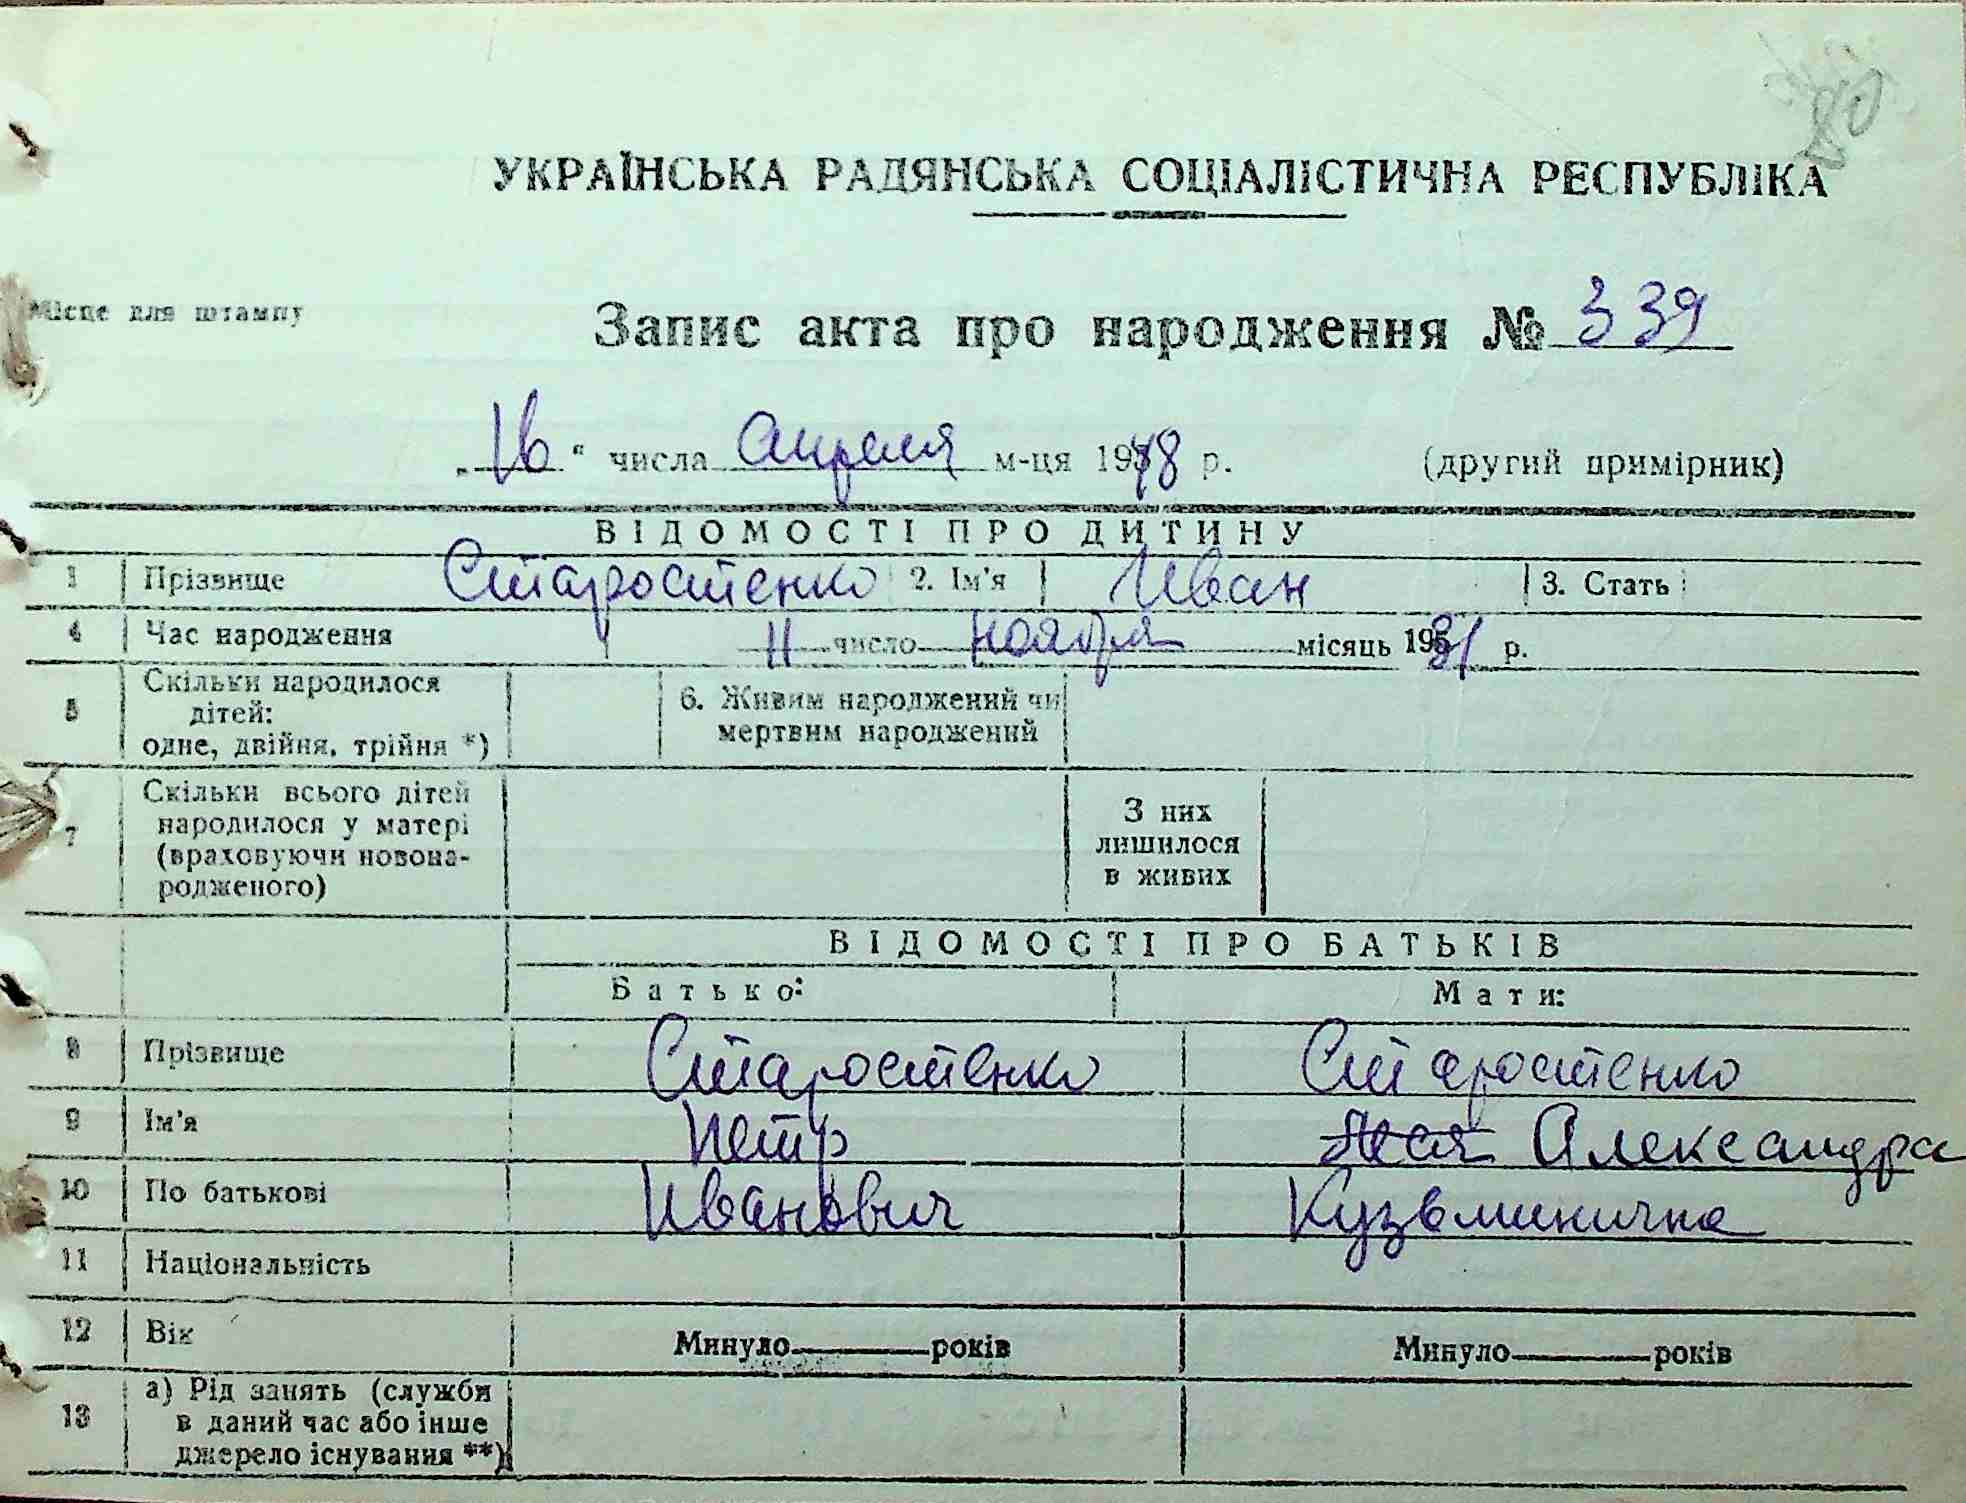 80
УКРАЇНСЬКА РАДЯНСЬКА СОЦІАЛІСТИЧНА РЕСПУБЛІКА
Місце для штампу
Запис акта про народження № 339
„16“ числа апреля м-ця 1948 р. (другий примірник)
ВІДОМОСТІ ПРО ДИТИНУ
1 Прізвище Старостенко 2. Ім'я Иван 3. Стать
4 Час народження 11 число ноября місяць 1931 р.
5 Скільки народилося
дітей:
одне, двійня, трійня *)
6. Живим народжений чи
мертвим народжений
7 Скільки всього дітей
народилося у матері
(враховуючи новона-
родженого)
З них
лишилося
в живих
ВІДОМОСТІ ПРО БАТЬКІВ
Батько: Мати:
8 Прізвище Старостенко Старостенко
9 Ім'я Петр Александра
10 По батькові Иванович Кузьминична
11 Національність
12 Вік Минуло років Минуло років
13 а) Рід занять (служби
в даний час або інше
джерело існування **)